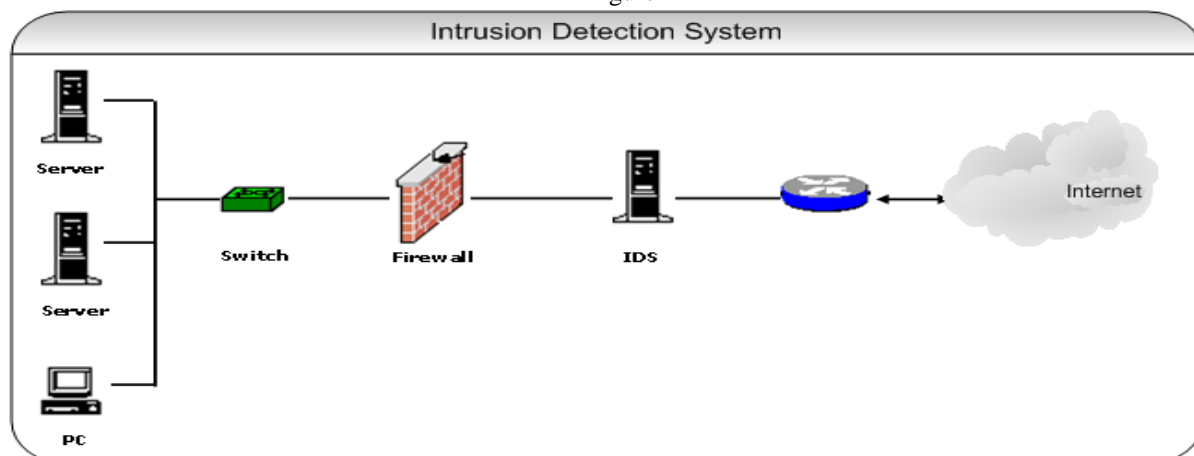 Intrusion Detection System
Server
Server
PC
Switch
Firewall
IDS
Internet